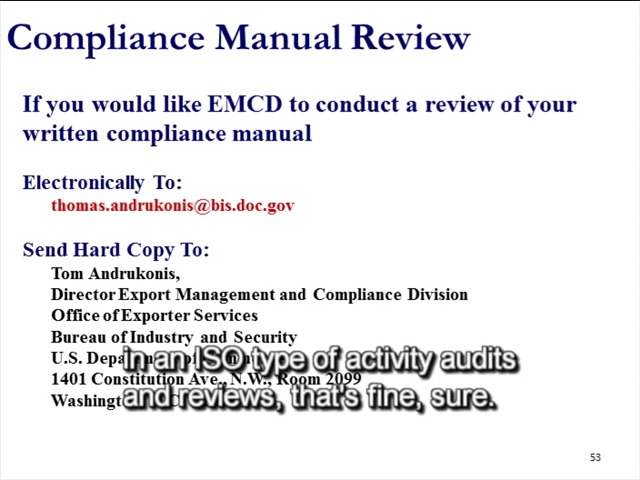 Compliance Manual Review
If you would like EMCD to conduct a review of your
written compliance manual
Electronically To:
thomas.andrukonis@bis.doc.gov
Send Hard Copy To:
Tom Andrukonis,
Director Export Management and Compliance Division
Office of Exporter Services
Bureau of Industry and Security
U.S.
in an ISO type of activity audits
1401 Constitution Ave., N.W., Room 2099
and reviews, that's fine, sure.
53